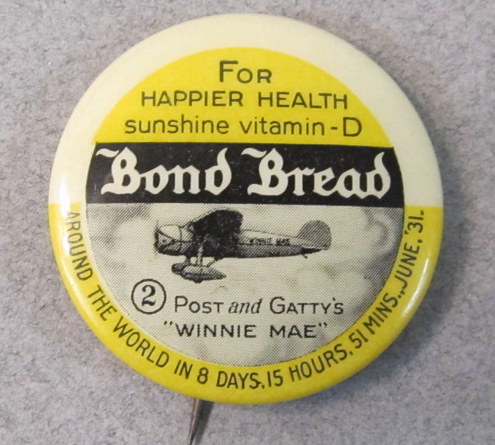 FOR
HAPPIER HEALTH
sunshine vitamin-D
Bond Bread
WINNIE MAE
2 POST and GATTY'S
"WINNIE MAE"
AROUND THE WORLD IN 8 DAYS, 15 HOURS, 51 MINS., JUNE, '31.